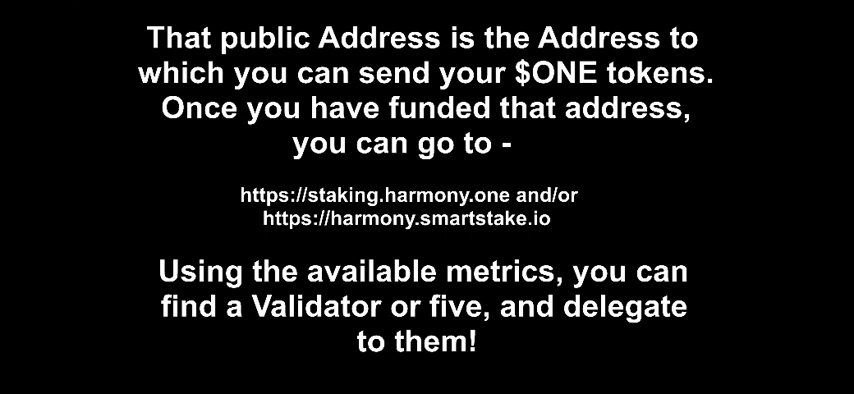 That public Address is the Address to
which you can send your $ONE tokens.
Once you have funded that address,
you can go to -
https://staking.harmony.one and/or
https://harmony.smartstake.io
Using the available metrics, you can
find a Validator or five, and delegate
to them!